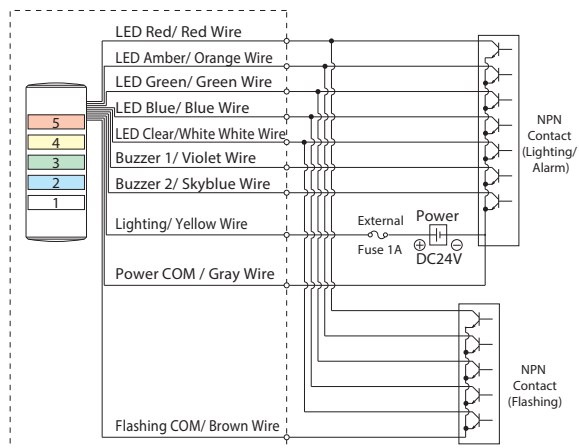 LED Red/ Red Wire
LED Amber/ Orange Wire
LED Green/ Green Wire
LED Blue/ Blue Wire
LED Clear/White White Wire
Buzzer 1/ Violet Wire
Buzzer 2/ Skyblue Wire
Lighting/ Yellow Wire
Power COM / Gray Wire
Flashing COM/ Brown Wire
5
4
3
2
1
External
Fuse 1A
Power
⊕ ⊖
DC24V
NPN
Contact
(Lighting/
Alarm)
NPN
Contact
(Flashing)